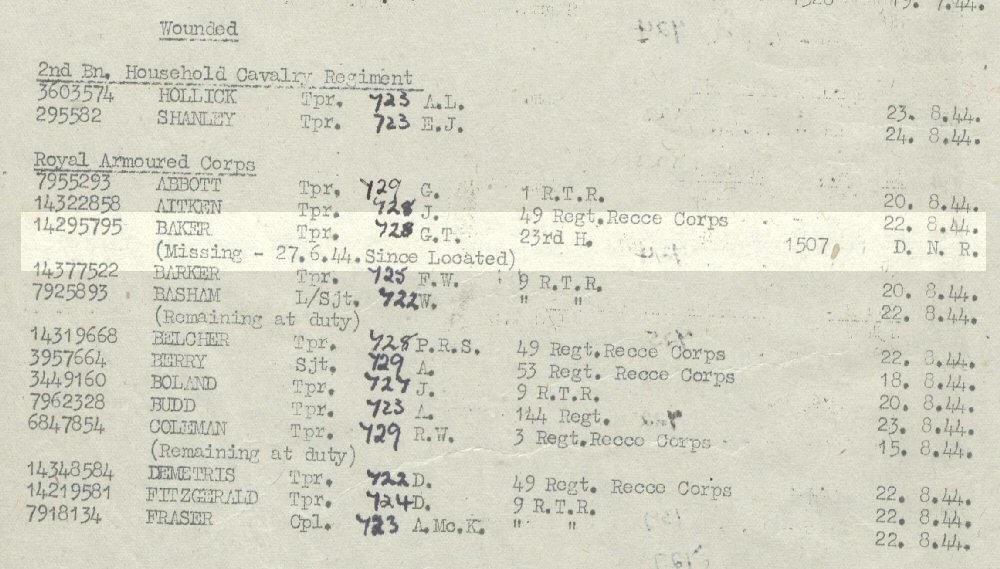 7.44.
Wounded
2nd Bn. Household Cavalry Regiment
3603574 HOLLICK Tpr. 723 A.L. 23. 8.44.
295582 SHANLEY Tpr. 723 E.J. 24. 8.44.
Royal Armoured Corps
7955293 ABBOTT Tpr. 729 G. 1 R.T.R. 20. 8.44.
14322858 AITKEN Tpr. 728 J. 49 Regt.Recce Corps 22. 8.44.
14295795 BAKER Tpr. 728 G.T. 23rd H. 1507 D. N. R.
(Missing - 27.6.44.Since Located)
14377522 BARKER Tpr. 725 F.W. 9 R.T.R. 20. 8.44.
7925893 BASHAM L/Sjt. 722 W. " " 22. 8.44.
(Remaining at duty)
14319668 BELCHER Tpr. 728 P.R.S. 49 Regt.Recce Corps 22. 8.44.
3957664 BERRY Sjt. 729 A. 53 Regt. Recce Corps 18. 8.44.
3449160 BOLAND Tpr. 727 J. 9 R.T.R. 20. 8.44.
7962328 BUDD Tpr. 723 A. 144 Regt. 23. 8.44.
6847854 COLEMAN Tpr. 729 R.W. 3 Regt.Recce Corps 15. 8.44.
(Remaining at duty)
14348584 DEMETRIS Tpr. 722 D. 49 Regt. Recce Corps 22. 8.44.
14219581 FITZGERALD Tpr. 724 D. 9 R.T.R. 22. 8.44.
7918134 FRASER Cpl. 723 A.Mc.K. " " 22. 8.44.